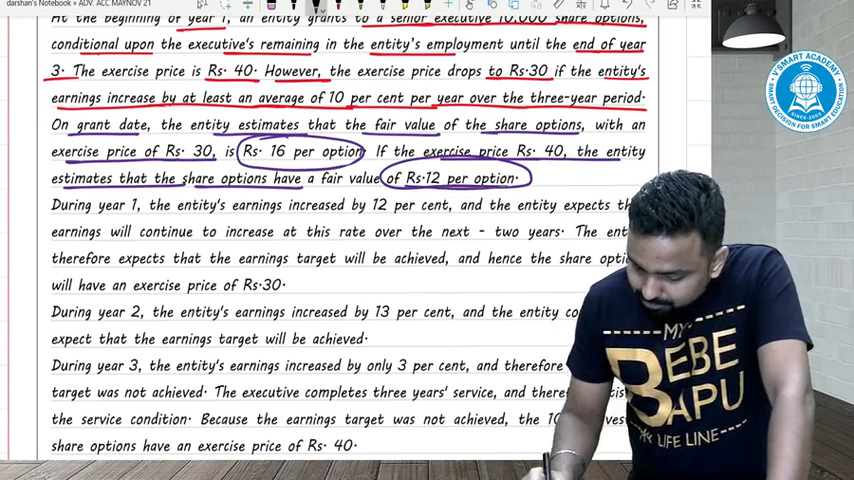 darshan's Notebook » ADV. ACC MAYNOV 21
At the beginning of year 1, an entity grants to a senior executive 10,000 share options,
conditional upon the executive's remaining in the entity's employment until the end of year
3. The exercise price is Rs. 40. However, the exercise price drops to Rs.30 if the entity's
earnings increase by at least an average of 10 per cent per year over the three-year period.
On grant date, the entity estimates that the fair value of the share options, with an
exercise price of Rs. 30, is Rs. 16 per option. If the exercise price Rs. 40, the entity
estimates that the share options have a fair value of Rs.12 per option.
During year 1, the entity's earnings increased by 12 per cent, and the entity expects
earnings will continue to increase at this rate over the next - two years. The
therefore expects that the earnings target will be achieved, and hence the share
will have an exercise price of Rs.30.
During year 2, the entity's earnings increased by 13 per cent, and the entity
expect that the earnings target will be achieved.
During year 3, the entity's earnings increased by only 3 per cent, and therefore
target was not achieved. The executive completes three years' service, and
the service condition. Because the earnings target was not achieved, the
share options have an exercise price of Rs. 40.
V'SMART ACADEMY
SINCE-2003
DECISION FOR SMART EDUCATION
MY
BEBE
BAPU
MY LIFE LINE